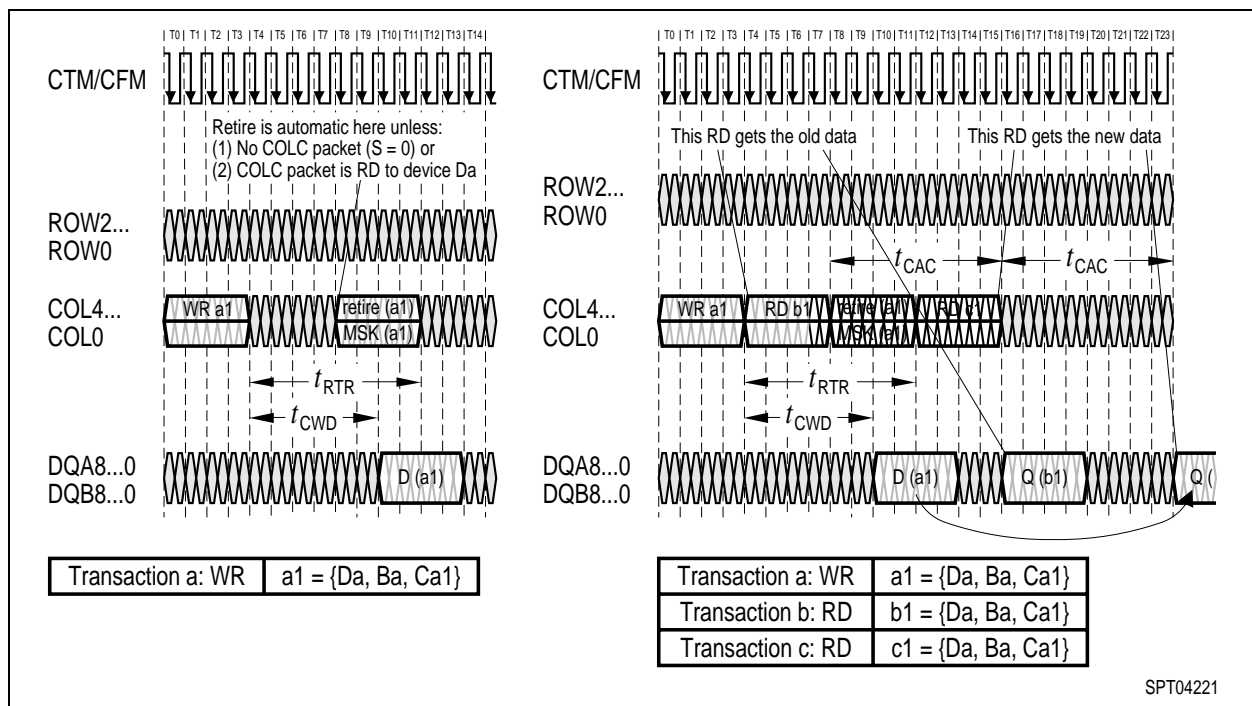 T0 T1 T2 T3 T4 T5 T6 T7 T8 T9 T10 T11 T12 T13 T14
CTM/CFM
Retire is automatic here unless:
(1) No COLC packet (S = 0) or
(2) COLC packet is RD to device Da
ROW2...
ROW0
COL4...
COL0
WR a1
retire (a1)
MSK (a1)
tRTR
tCWD
DQA8...0
DQB8...0
D (a1)
Transaction a: WR a1 = {Da, Ba, Ca1}
T0 T1 T2 T3 T4 T5 T6 T7 T8 T9 T10 T11 T12 T13 T14 T15 T16 T17 T18 T19 T20 T21 T22 T23
CTM/CFM
This RD gets the old data
This RD gets the new data
ROW2...
ROW0
tCAC
tCAC
COL4...
COL0
WR a1
RD b1
retire (a1)
MSK (a1)
RD c1
tRTR
tCWD
DQA8...0
DQB8...0
D (a1)
Q (b1)
Q (
Transaction a: WR a1 = {Da, Ba, Ca1}
Transaction b: RD b1 = {Da, Ba, Ca1}
Transaction c: RD c1 = {Da, Ba, Ca1}
SPT04221